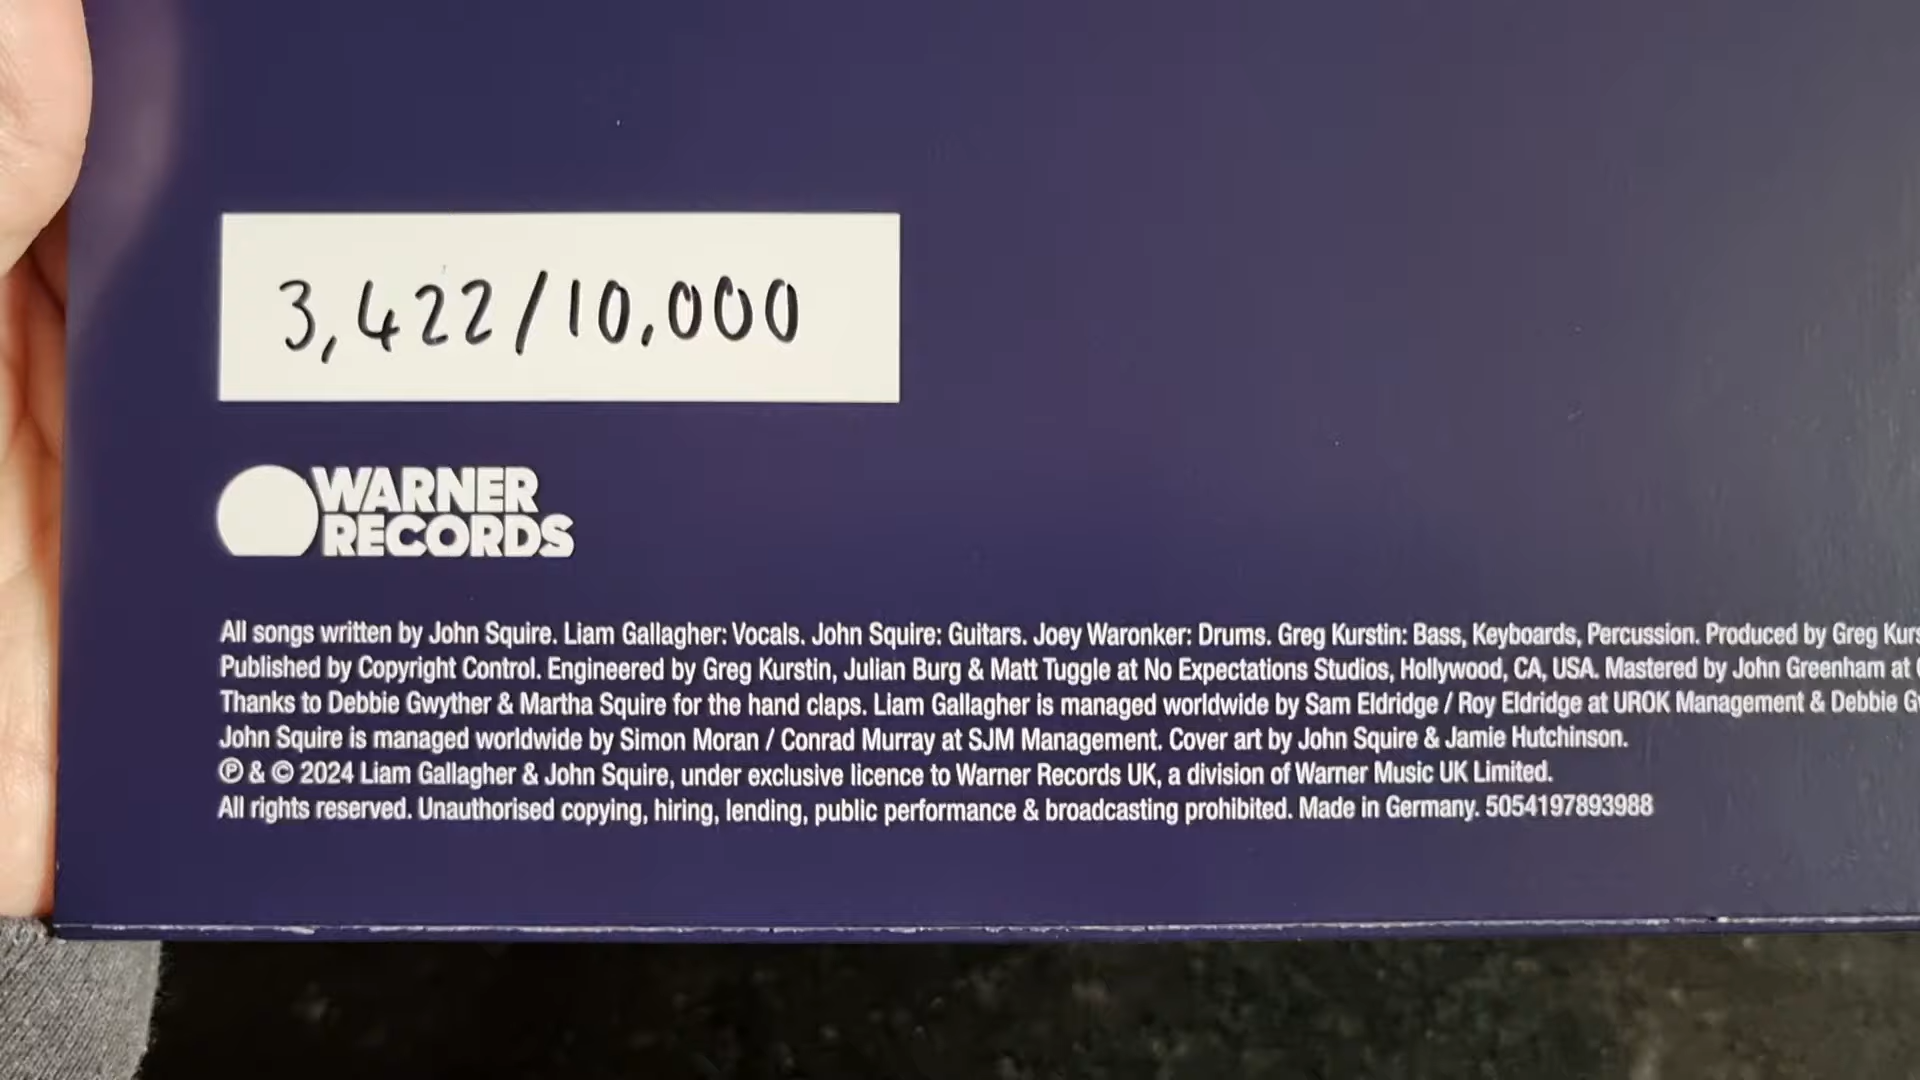 3,422/10,000
WARNER
RECORDS
All songs written by John Squire. Liam Gallagher: Vocals. John Squire: Guitars. Joey Waronker: Drums. Greg Kurstin: Bass, Keyboards, Percussion. Produced by Greg
Published by Copyright Control. Engineered by Greg Kurstin, Julian Burg & Matt Tuggle at No Expectations Studios, Hollywood, CA, USA. Mastered by John Greenham at
Thanks to Debbie Gwyther & Martha Squire for the hand claps. Liam Gallagher is managed worldwide by Sam Eldridge / Roy Eldridge at UROK Management & Debbie
John Squire is managed worldwide by Simon Moran / Conrad Murray at SJM Management. Cover art by John Squire & Jamie Hutchinson.
℗ & © 2024 Liam Gallagher & John Squire, under exclusive licence to Warner Records UK, a division of Warner Music UK Limited.
All rights reserved. Unauthorised copying, hiring, lending, public performance & broadcasting prohibited. Made in Germany. 5054197893988